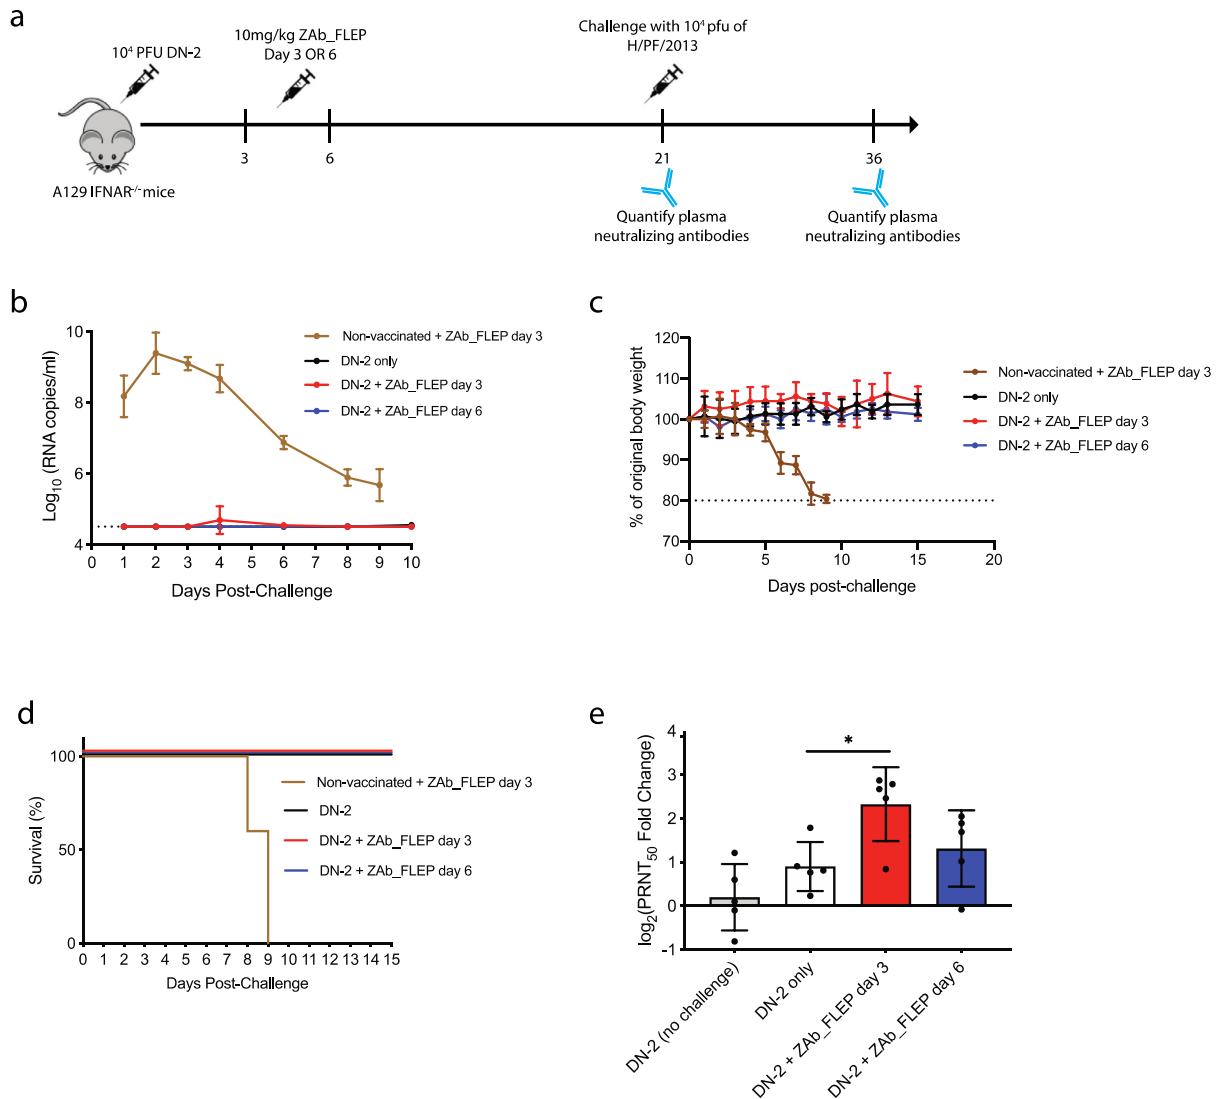 a
10⁴ PFU DN-2
10mg/kg ZAb_FLEP
Day 3 OR 6
Challenge with 10⁴ pfu of
H/PF/2013
3
6
21
36
A129 IFNAR⁻/⁻ mice
Quantify plasma
neutralizing antibodies
Quantify plasma
neutralizing antibodies
b
Log₁₀ (RNA copies/ml)
10
8
6
4
0 1 2 3 4 5 6 7 8 9 10
Days Post-Challenge
Non-vaccinated + ZAb_FLEP day 3
DN-2 only
DN-2 + ZAb_FLEP day 3
DN-2 + ZAb_FLEP day 6
c
% of original body weight
120
110
100
90
80
70
0 5 10 15 20
Days post-challenge
Non-vaccinated + ZAb_FLEP day 3
DN-2 only
DN-2 + ZAb_FLEP day 3
DN-2 + ZAb_FLEP day 6
d
Survival (%)
100
50
0
0 1 2 3 4 5 6 7 8 9 10 11 12 13 14 15
Days Post-Challenge
Non-vaccinated + ZAb_FLEP day 3
DN-2
DN-2 + ZAb_FLEP day 3
DN-2 + ZAb_FLEP day 6
e
log₂(PRNT₅₀ Fold Change)
4
3
2
1
0
-1
*
DN-2 (no challenge)
DN-2 only
DN-2 + ZAb_FLEP day 3
DN-2 + ZAb_FLEP day 6